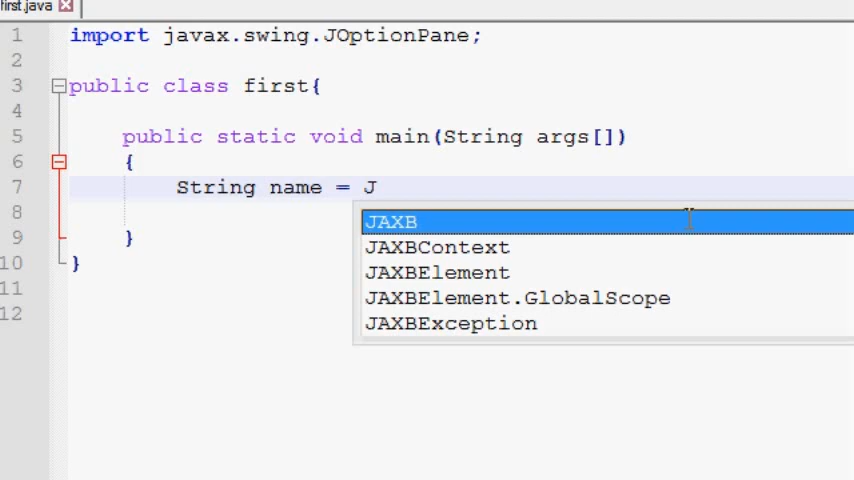 first.java
1 import javax.swing.JOptionPane;
2
3 public class first{
4
5 public static void main(String args[])
6 {
7 String name = J
8
9 }
10 }
11
12
JAXB
JAXBContext
JAXBElement
JAXBElement.GlobalScope
JAXBException